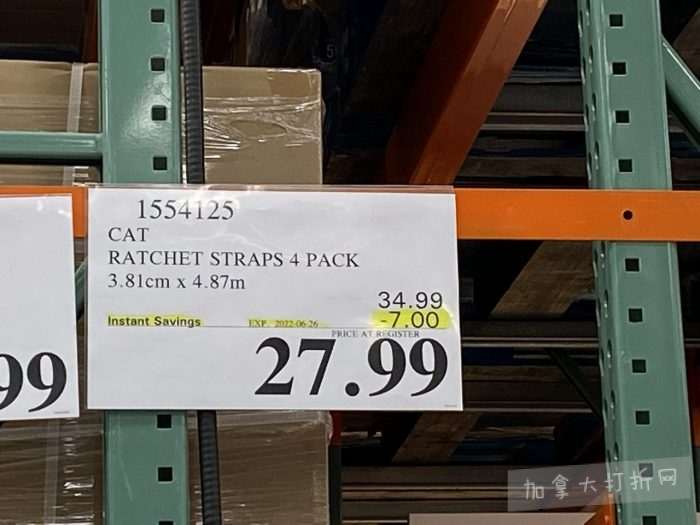 1554125
CAT
RATCHET STRAPS 4 PACK
3.81cm x 4.87m
34.99
Instant Savings EXP. 2022-06-26 -7.00
PRICE AT REGISTER
27.99
99
加拿大打折网